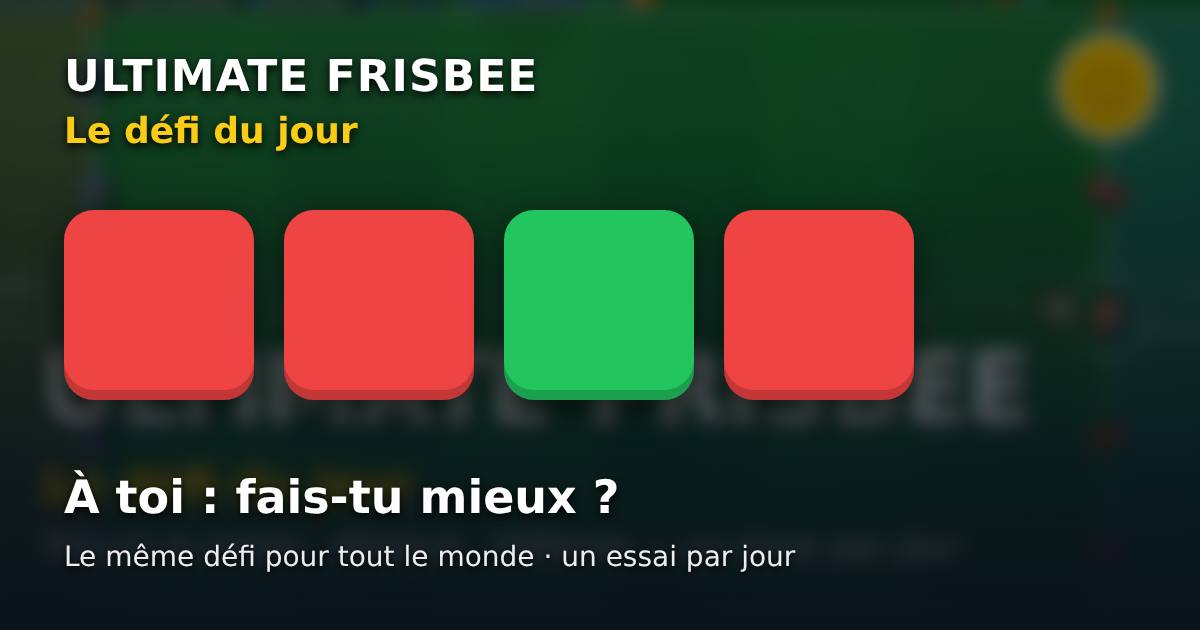 ULTIMATE FRISBEE
Le défi du jour
À toi : fais-tu mieux ?
Le même défi pour tout le monde · un essai par jour